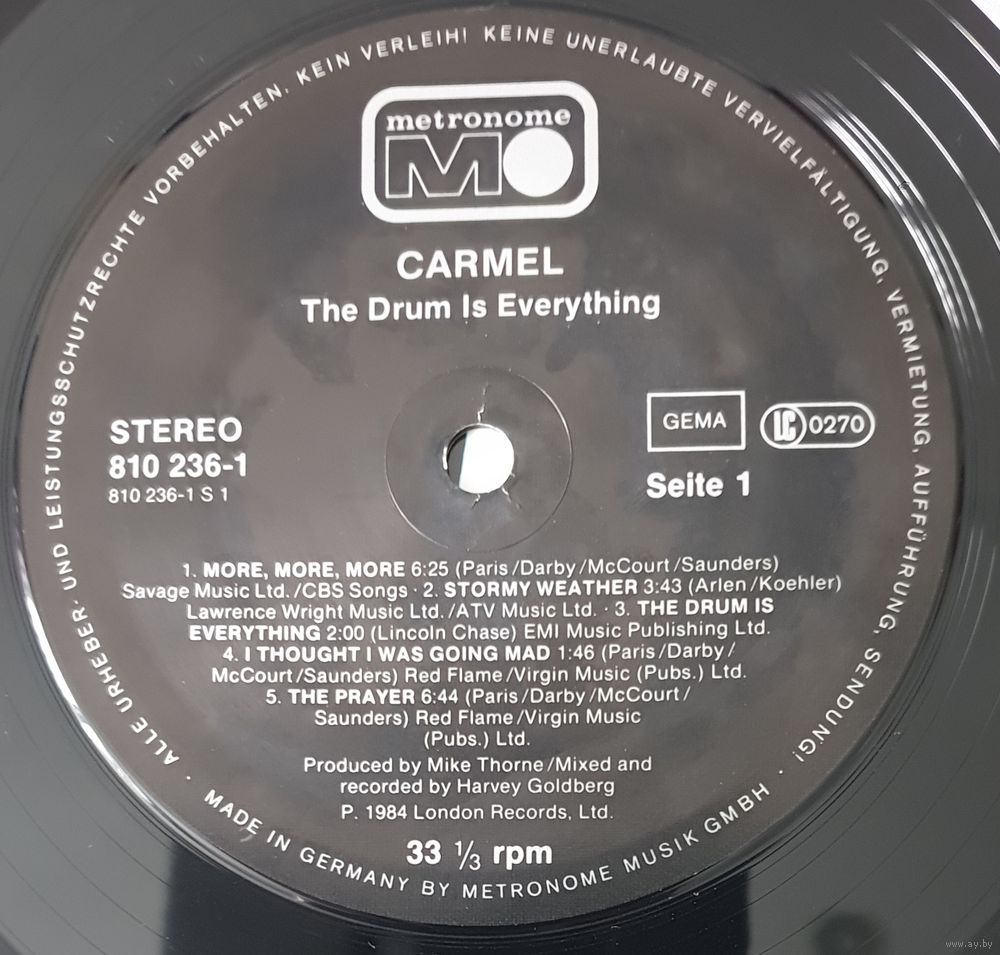 ALLE URHEBER- UND LEISTUNGSSCHUTZRECHTE VORBEHALTEN. KEIN VERLEIH! KEINE UNERLAUBTE VERVIELFÄLTIGUNG, VERMIETUNG, AUFFÜHRUNG, SENDUNG!
metronome
MO
CARMEL
The Drum Is Everything
STEREO
810 236-1
810 236-1 S 1
GEMA
LC 0270
Seite 1
1. MORE, MORE, MORE 6:25 (Paris/Darby/McCourt/Saunders)
Savage Music Ltd./CBS Songs · 2. STORMY WEATHER 3:43 (Arlen/Koehler)
Lawrence Wright Music Ltd./ATV Music Ltd. · 3. THE DRUM IS
EVERYTHING 2:00 (Lincoln Chase) EMI Music Publishing Ltd.
4. I THOUGHT I WAS GOING MAD 1:46 (Paris/Darby/
McCourt/Saunders) Red Flame/Virgin Music (Pubs.) Ltd.
5. THE PRAYER 6:44 (Paris/Darby/McCourt/
Saunders) Red Flame/Virgin Music
(Pubs.) Ltd.
Produced by Mike Thorne/Mixed and
recorded by Harvey Goldberg
P. 1984 London Records, Ltd.
33 ⅓ rpm
· MADE IN GERMANY BY METRONOME MUSIK GMBH ·
www.ay.by